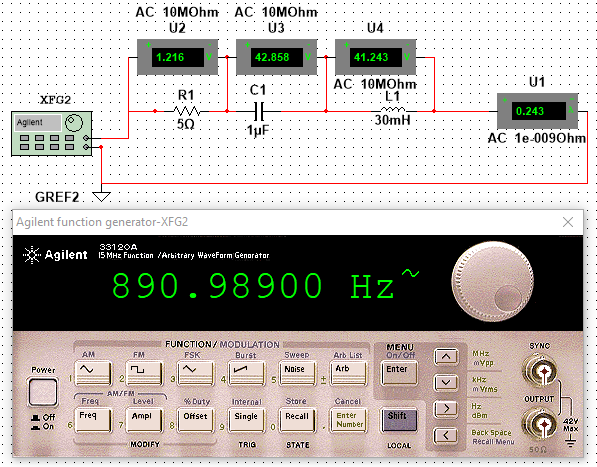 AC 10MOhm AC 10MOhm
U2 U3 U4
1.216 V 42.858 V 41.243 V
AC 10MOhm
XFG2 R1 C1 L1 U1
Agilent 5Ω 1µF 30mH 0.243
AC 1e-009Ohm
GREF2
Agilent function generator-XFG2
Agilent 33120A
15 MHz Function / Arbitrary WaveForm Generator
890.98900 Hz~
FUNCTION / MODULATION MENU SYNC
AM FM FSK Burst Sweep Arb List On/Off MHz
mVpp
Power 1 2 3 4 Noise 5 Arb ± Enter kHz
mVrms
AM/FM OUTPUT
Freq Level % Duty Internal Store Cancel Hz
dBm
Off
On
6 Freq 7 Ampl 8 Offset 9 Single 0 Recall . Enter
Number Shift Back Space
Recall Menu
42V
Max
MODIFY TRIG STATE LOCAL 50Ω